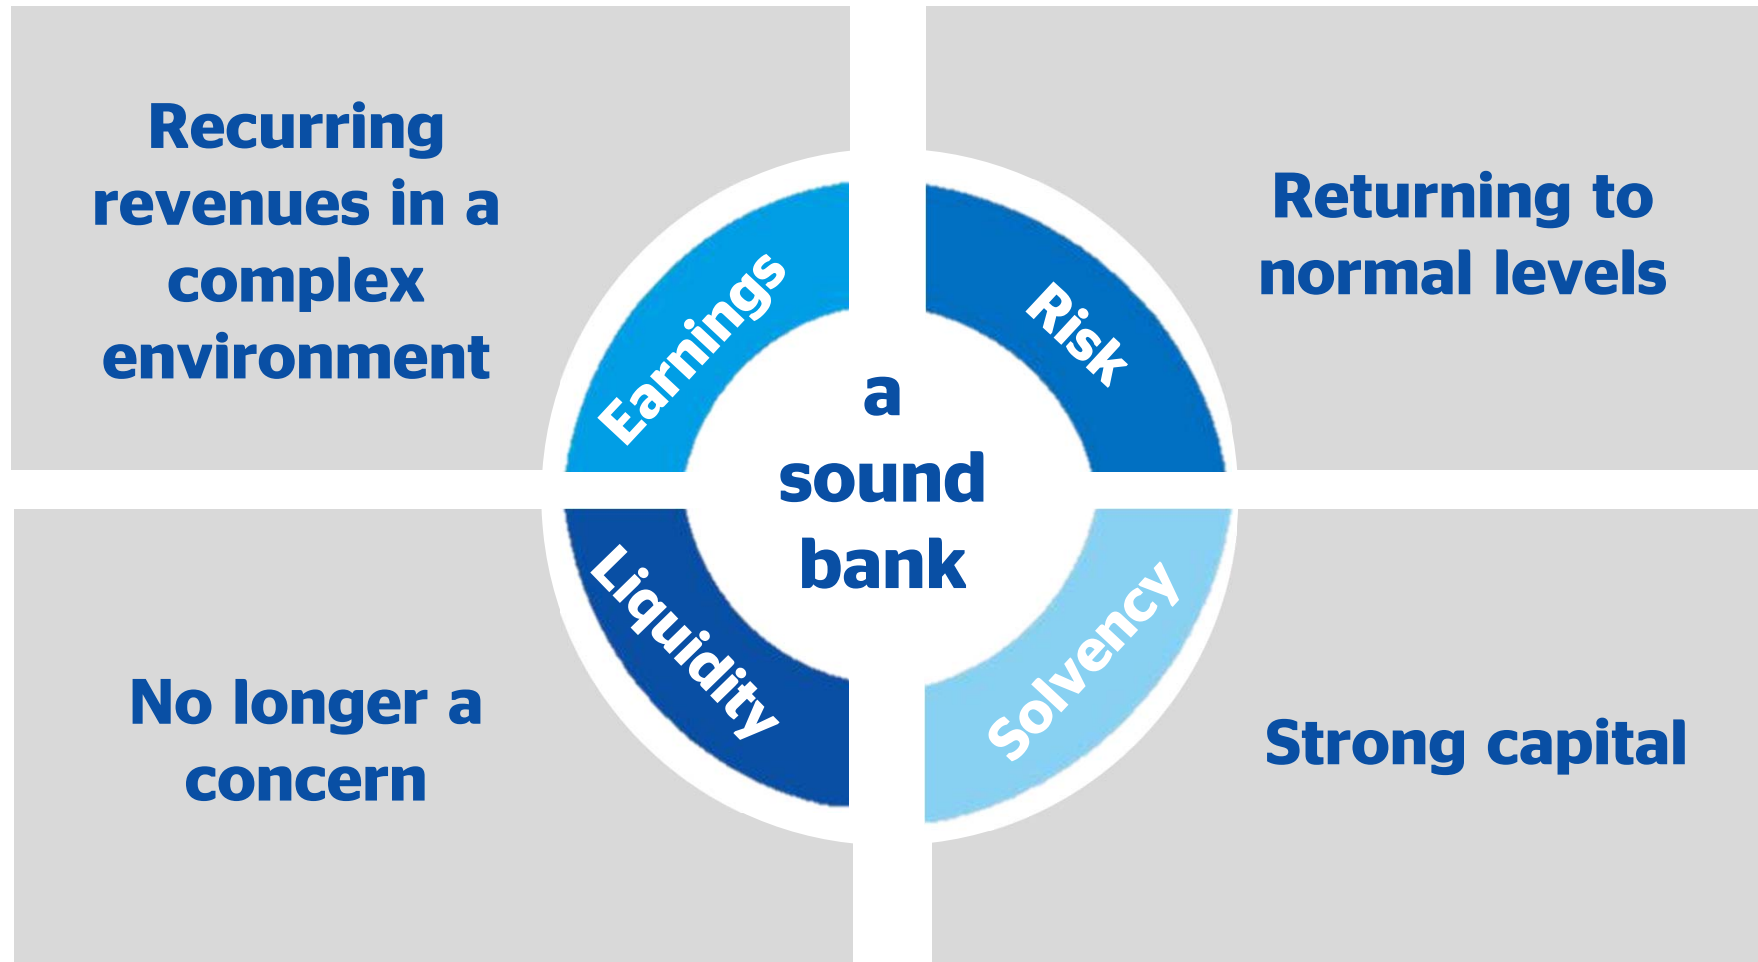 Recurring
revenues in a
complex
environment
Earnings
Risk
Returning to
normal levels
a
sound
bank
No longer a
concern
Liquidity
Solvency
Strong capital